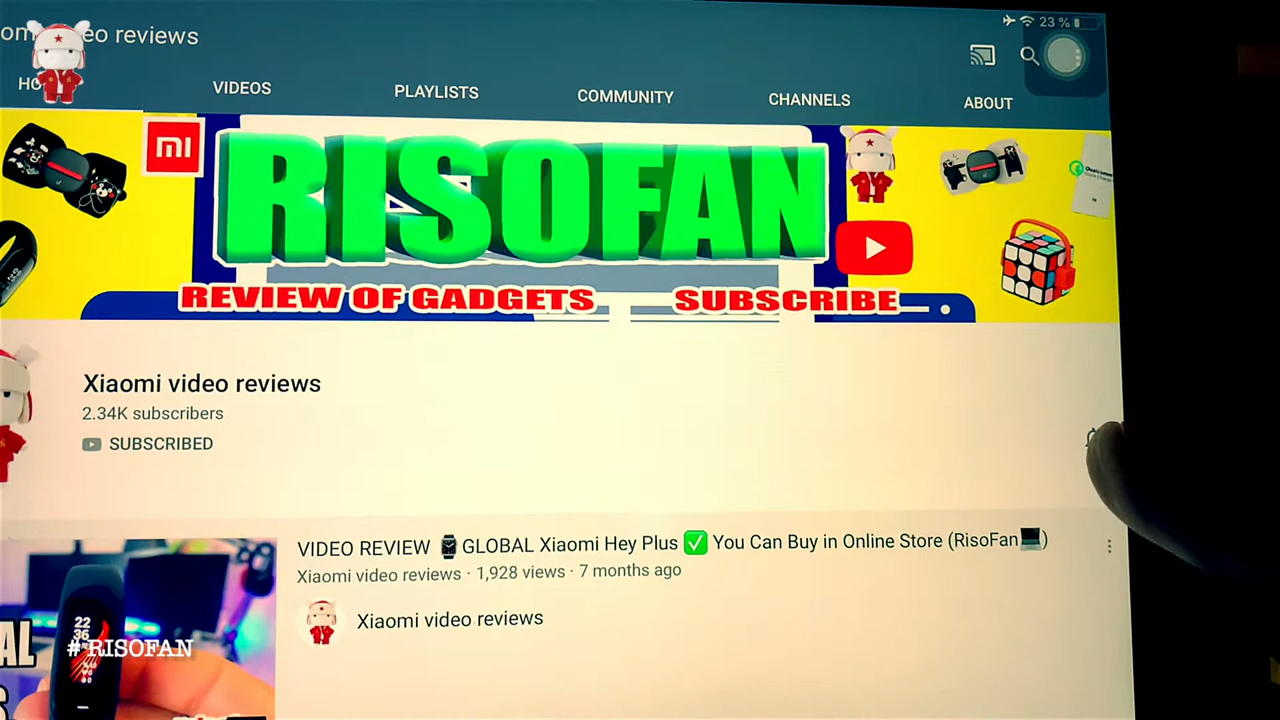 eo reviews
23 %
VIDEOS
PLAYLISTS
COMMUNITY
CHANNELS
ABOUT
MI
RISOFAN
REVIEW OF GADGETS
SUBSCRIBE
Xiaomi video reviews
2.34K subscribers
SUBSCRIBED
VIDEO REVIEW ⌚GLOBAL Xiaomi Hey Plus ✅ You Can Buy in Online Store (RisoFan💻)
Xiaomi video reviews · 1,928 views · 7 months ago
Xiaomi video reviews
22
36
AL
#RISOFAN
S